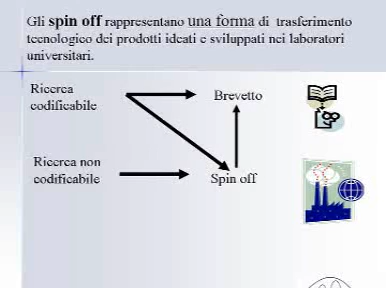 Gli spin off rappresentano una forma di trasferimento
tecnologico dei prodotti ideati e sviluppati nei laboratori
universitari.
Ricerca
codificabile
Brevetto
Ricerca non
codificabile
Spin off